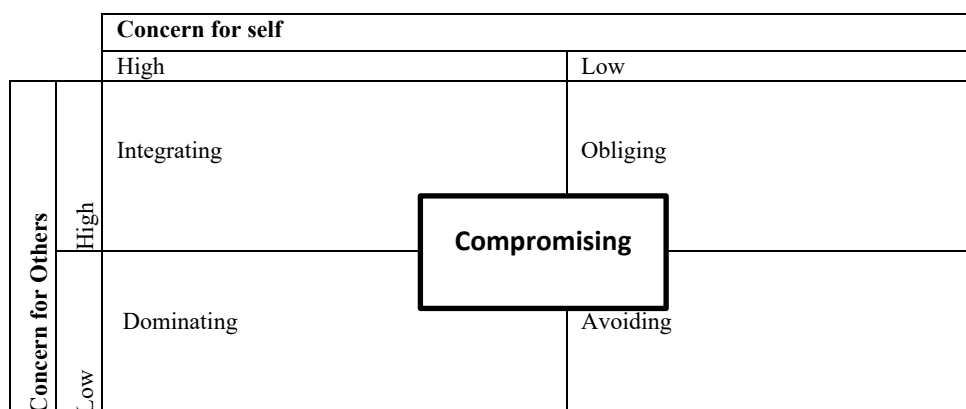 Concern for self
High
Low
Concern for Others
High
Integrating
Obliging
Compromising
Low
Dominating
Avoiding